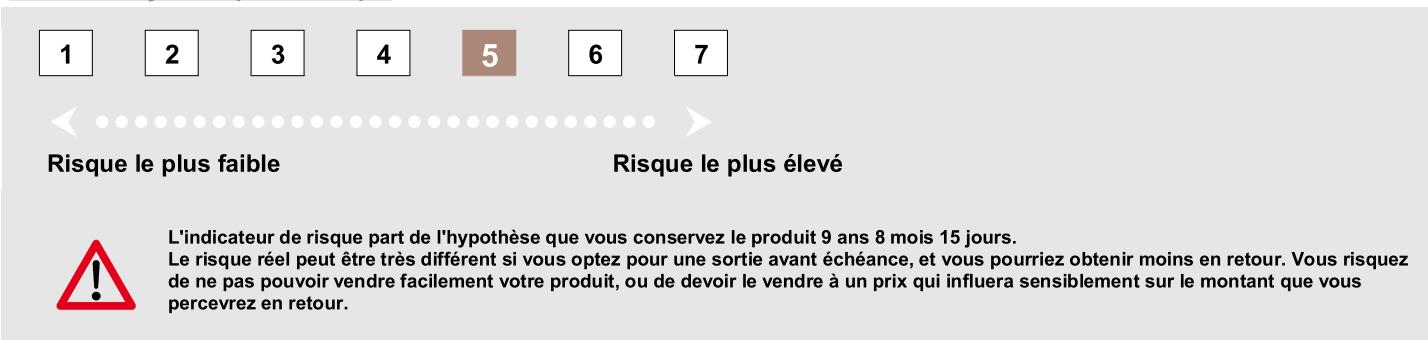 1 2 3 4 5 6 7
Risque le plus faible Risque le plus élevé
L'indicateur de risque part de l'hypothèse que vous conservez le produit 9 ans 8 mois 15 jours.
Le risque réel peut être très différent si vous optez pour une sortie avant échéance, et vous pourriez obtenir moins en retour. Vous risquez
de ne pas pouvoir vendre facilement votre produit, ou de devoir le vendre à un prix qui influera sensiblement sur le montant que vous
percevrez en retour.